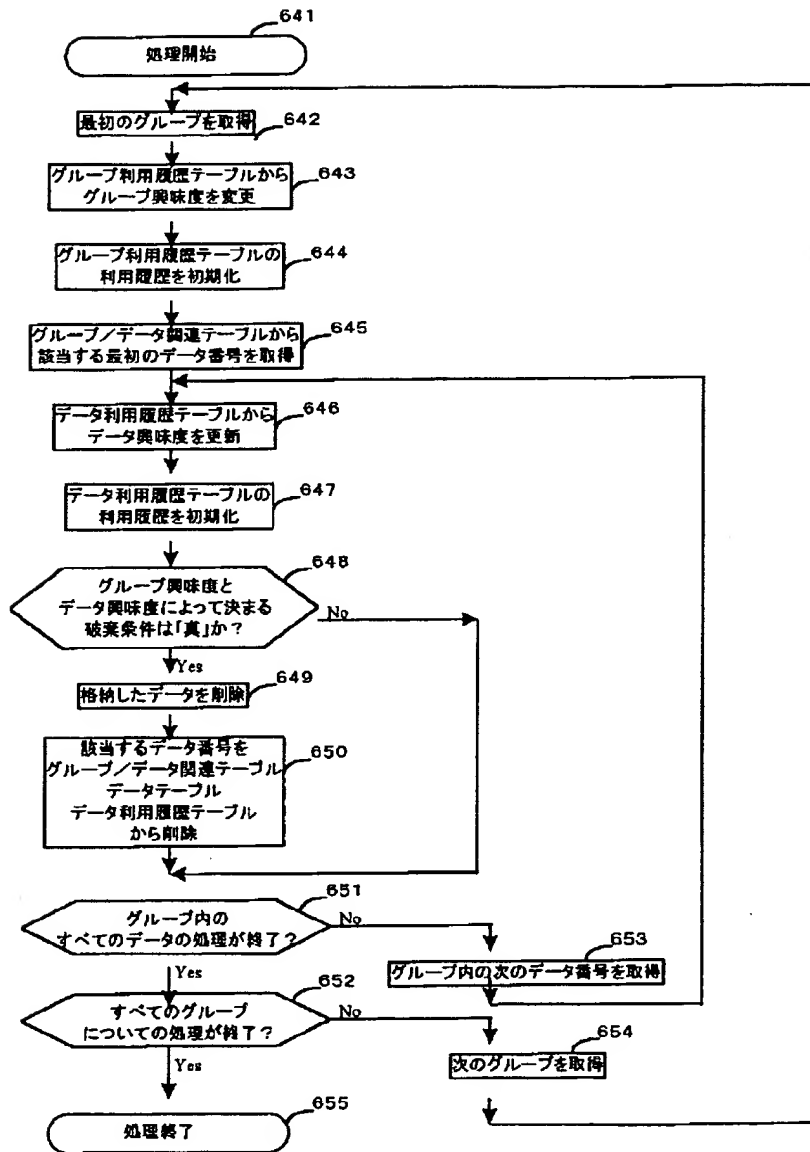 641
処理開始
最初のグループを取得
642
グループ利用履歴テーブルから
グループ興味度を変更
643
グループ利用履歴テーブルの
利用履歴を初期化
644
グループ／データ関連テーブルから
該当する最初のデータ番号を取得
645
データ利用履歴テーブルから
データ興味度を更新
646
データ利用履歴テーブルの
利用履歴を初期化
647
グループ興味度と
データ興味度によって決まる
破棄条件は「真」か？
648
No
Yes
格納したデータを削除
649
該当するデータ番号を
グループ／データ関連テーブル
データテーブル
データ利用履歴テーブル
から削除
650
グループ内の
すべてのデータの処理が終了？
651
No
Yes
グループ内の次のデータ番号を取得
653
すべてのグループ
についての処理が終了？
652
No
Yes
次のグループを取得
654
処理終了
655